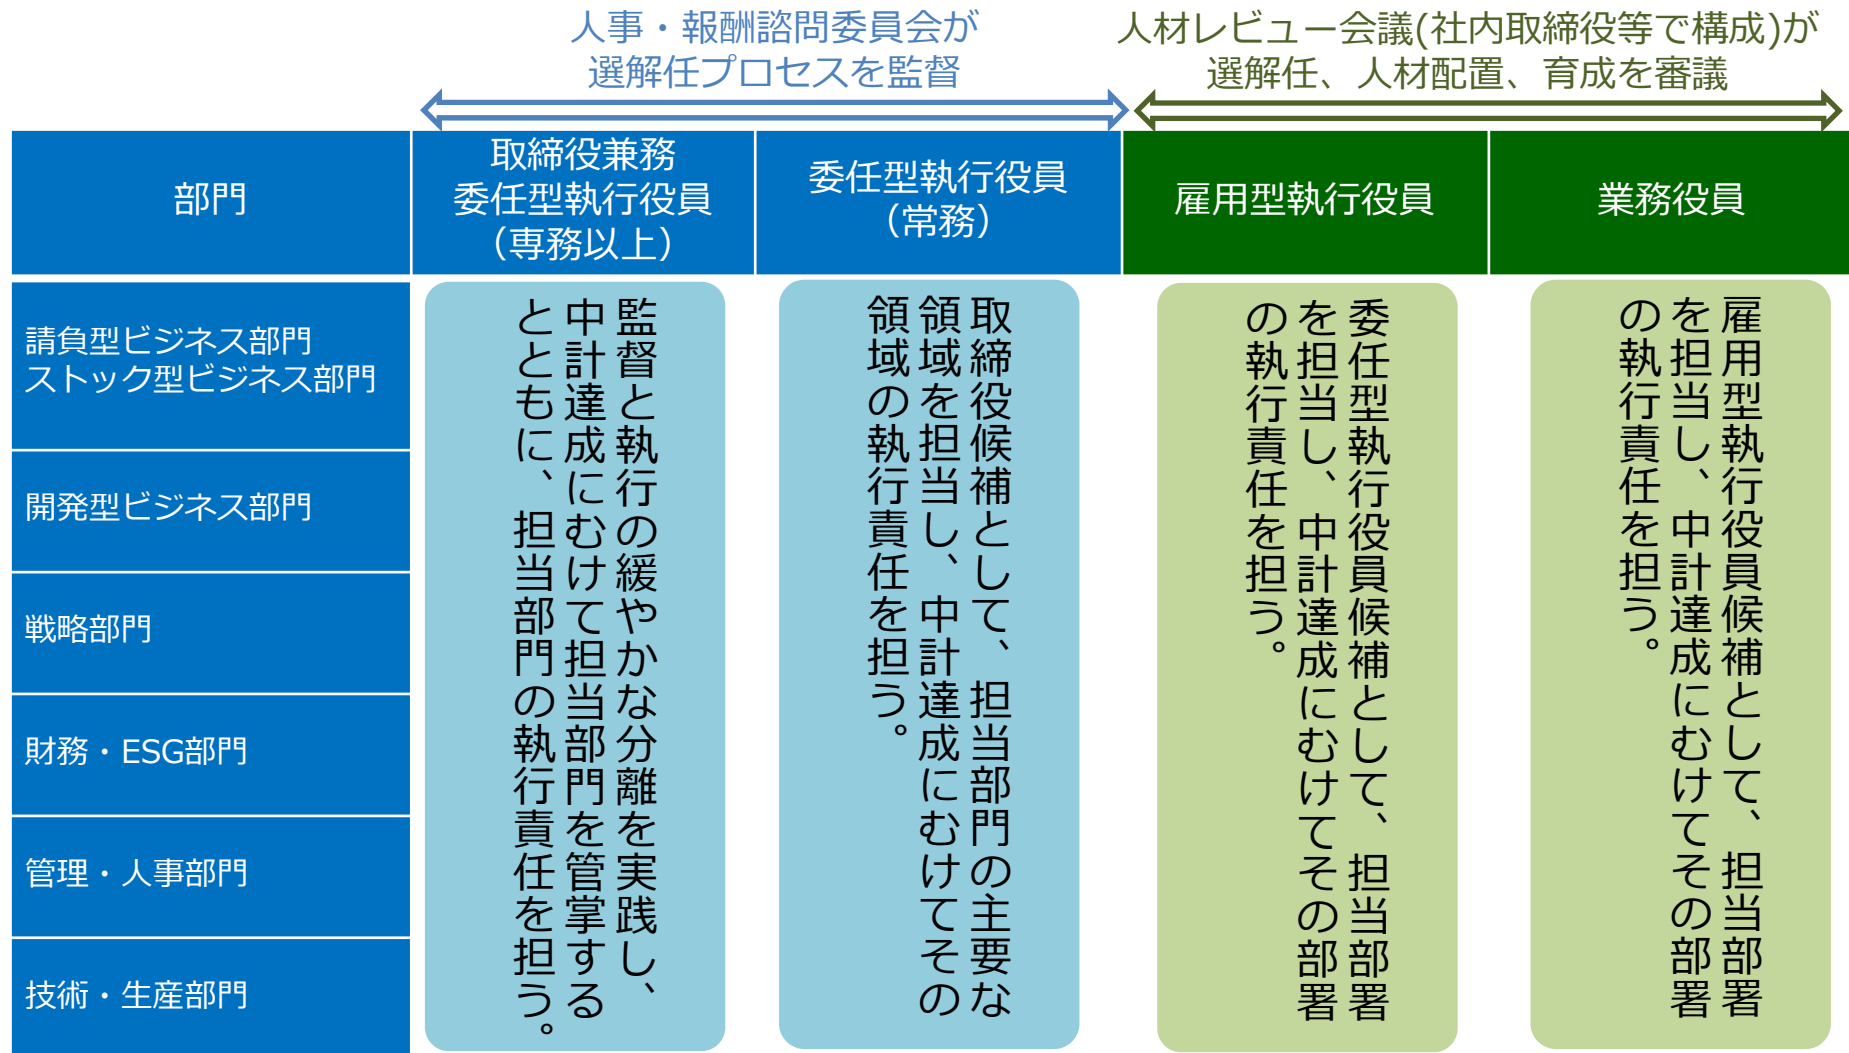 人事・報酬諮問委員会が
選解任プロセスを監督
人材レビュー会議(社内取締役等で構成)が
選解任、人材配置、育成を審議
部門
取締役兼務
委任型執行役員
（専務以上）
委任型執行役員
（常務）
雇用型執行役員
業務役員
請負型ビジネス部門
ストック型ビジネス部門
開発型ビジネス部門
戦略部門
財務・ESG部門
管理・人事部門
技術・生産部門
監督と執行の緩やかな分離を実践し、
中計達成にむけて担当部門を管掌する
とともに、担当部門の執行責任を担う。
取締役候補として、担当部門の主要な
領域を担当し、中計達成にむけてその
領域の執行責任を担う。
委任型執行役員候補として、担当部署
を担当し、中計達成にむけてその部署
の執行責任を担う。
雇用型執行役員候補として、担当部署
を担当し、中計達成にむけてその部署
の執行責任を担う。